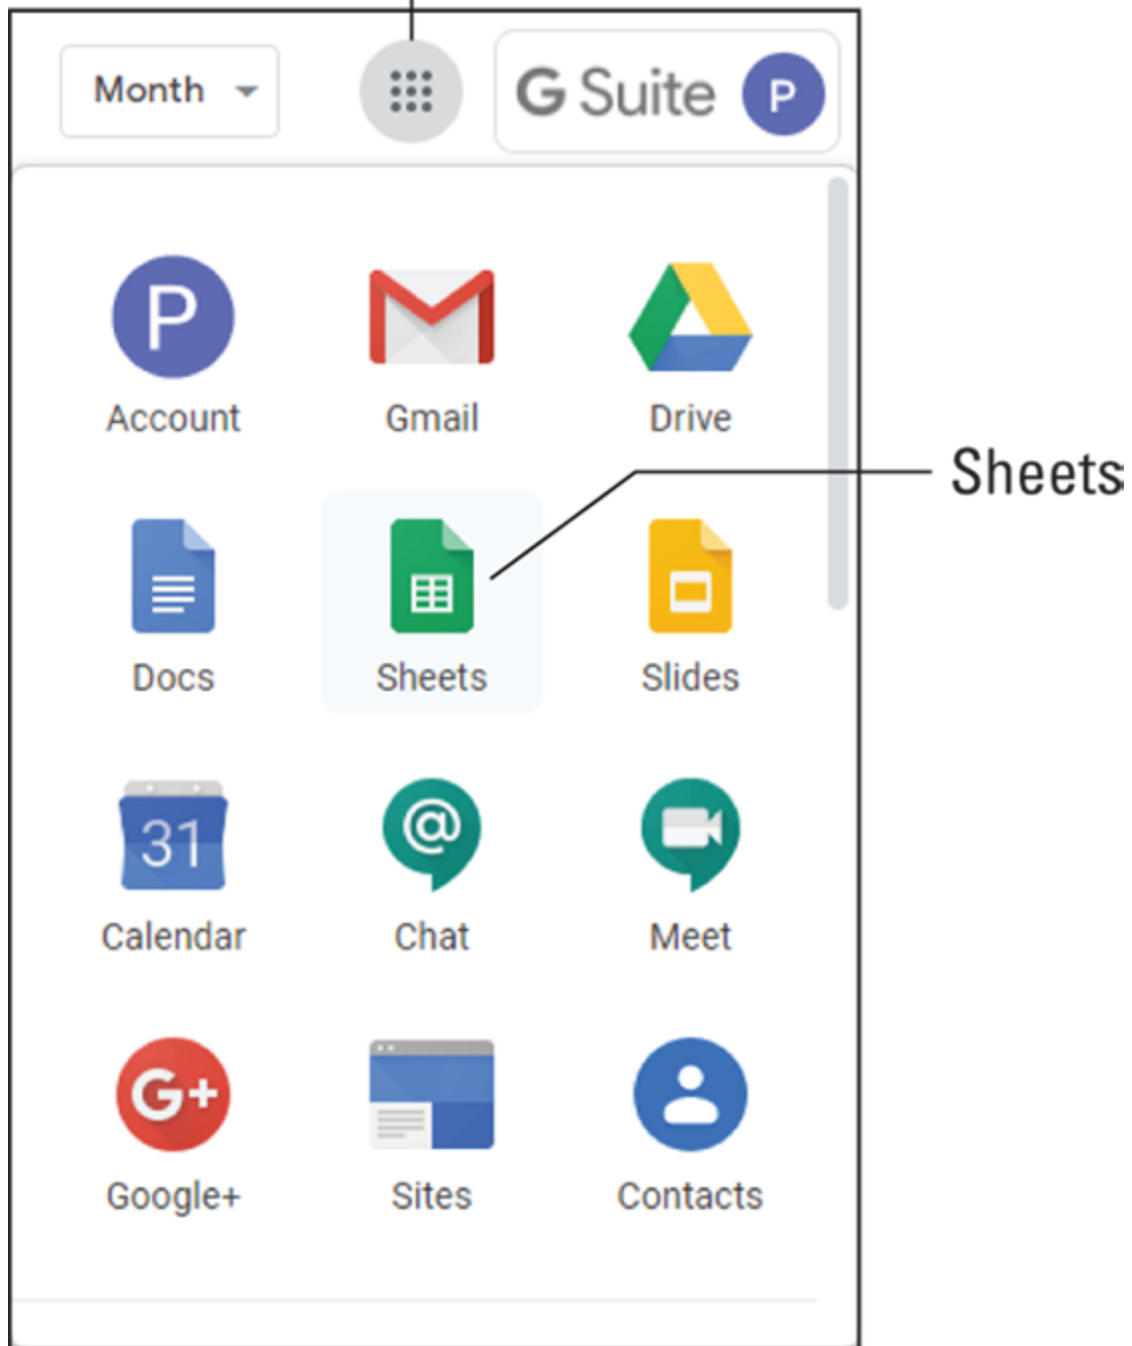 Month
G Suite P
P
Account Gmail Drive
Sheets
Docs Sheets Slides
31
@
Calendar Chat Meet
G+
Google+ Sites Contacts